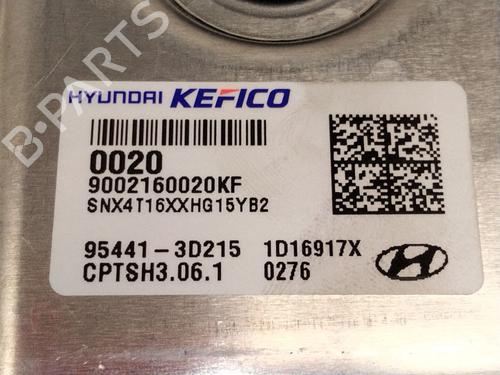 HYUNDAI KEFICO
0020
9002160020KF
SNX4T16XXHG15YB2
95441-3D215 1D16917X
CPTSH3.06.1 0276
B-PARTS